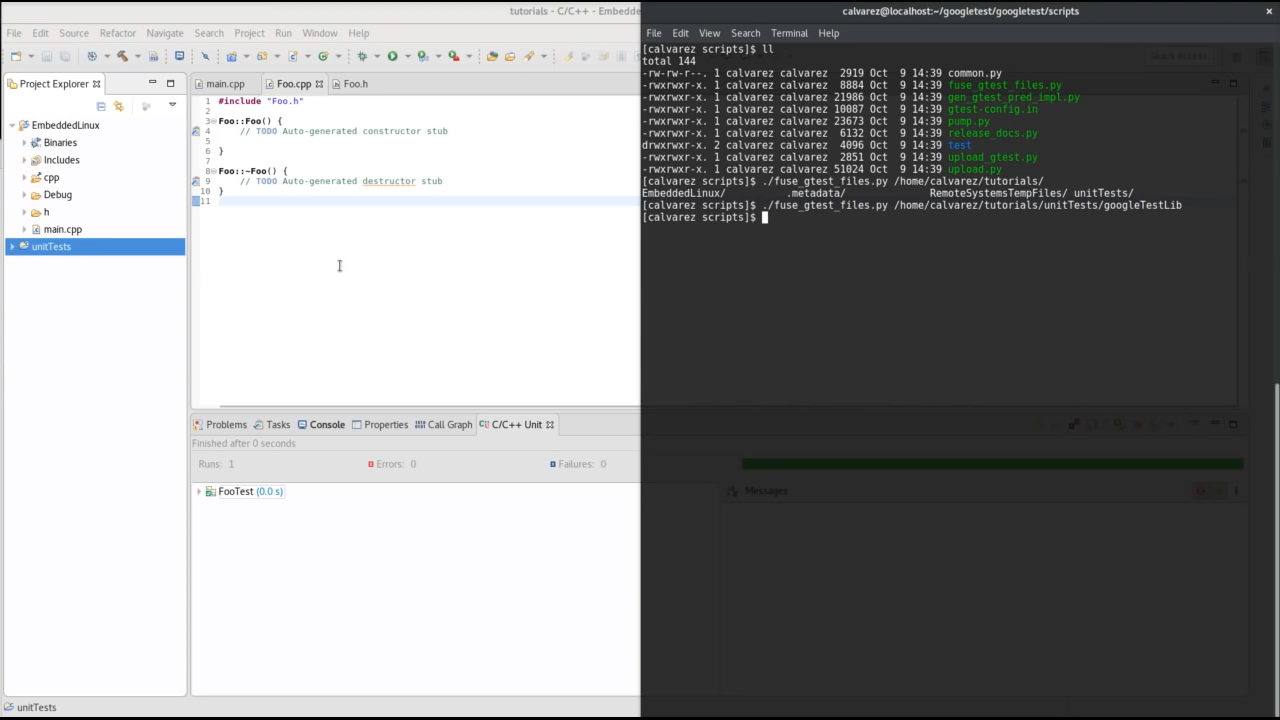 tutorials - C/C++ - Embedde
File Edit Source Refactor Navigate Search Project Run Window Help
Quick Access
Project Explorer
EmbeddedLinux
Binaries
Includes
cpp
Debug
h
main.cpp
unitTests
main.cpp Foo.cpp Foo.h
1 #include "Foo.h"
2
3 Foo::Foo() {
4 // TODO Auto-generated constructor stub
5
6 }
7
8 Foo::~Foo() {
9 // TODO Auto-generated destructor stub
10 }
11
Problems Tasks Console Properties Call Graph C/C++ Unit
Finished after 0 seconds
Runs: 1 Errors: 0 Failures: 0
FooTest (0.0 s)
Messages
unitTests
calvarez@localhost:~/googletest/googletest/scripts
File Edit View Search Terminal Help
[calvarez scripts]$ ll
total 144
-rw-rw-r--. 1 calvarez calvarez 2919 Oct 9 14:39 common.py
-rwxrwxr-x. 1 calvarez calvarez 8884 Oct 9 14:39 fuse_gtest_files.py
-rwxrwxr-x. 1 calvarez calvarez 21986 Oct 9 14:39 gen_gtest_pred_impl.py
-rwxrwxr-x. 1 calvarez calvarez 10087 Oct 9 14:39 gtest-config.in
-rwxrwxr-x. 1 calvarez calvarez 23673 Oct 9 14:39 pump.py
-rwxrwxr-x. 1 calvarez calvarez 6132 Oct 9 14:39 release_docs.py
drwxrwxr-x. 2 calvarez calvarez 4096 Oct 9 14:39 test
-rwxrwxr-x. 1 calvarez calvarez 2851 Oct 9 14:39 upload_gtest.py
-rwxrwxr-x. 1 calvarez calvarez 51024 Oct 9 14:39 upload.py
[calvarez scripts]$ ./fuse_gtest_files.py /home/calvarez/tutorials/
EmbeddedLinux/ .metadata/ RemoteSystemsTempFiles/ unitTests/
[calvarez scripts]$ ./fuse_gtest_files.py /home/calvarez/tutorials/unitTests/googleTestLib
[calvarez scripts]$